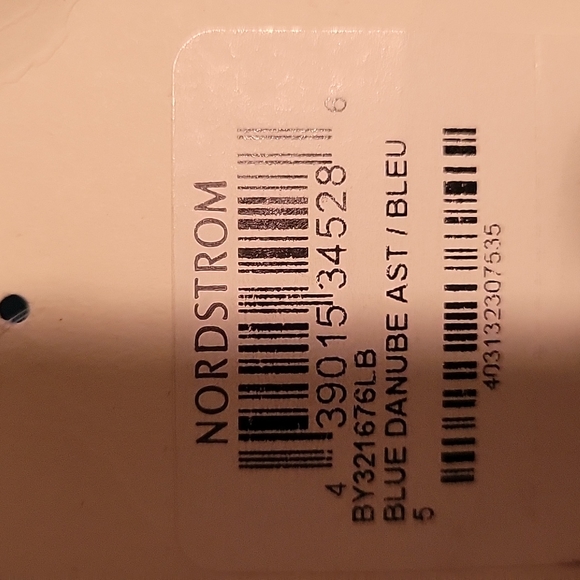 NORDSTROM
4 39015 34528 6
BY321676LB
BLUE DANUBE AST / BLEU
5
403132307535